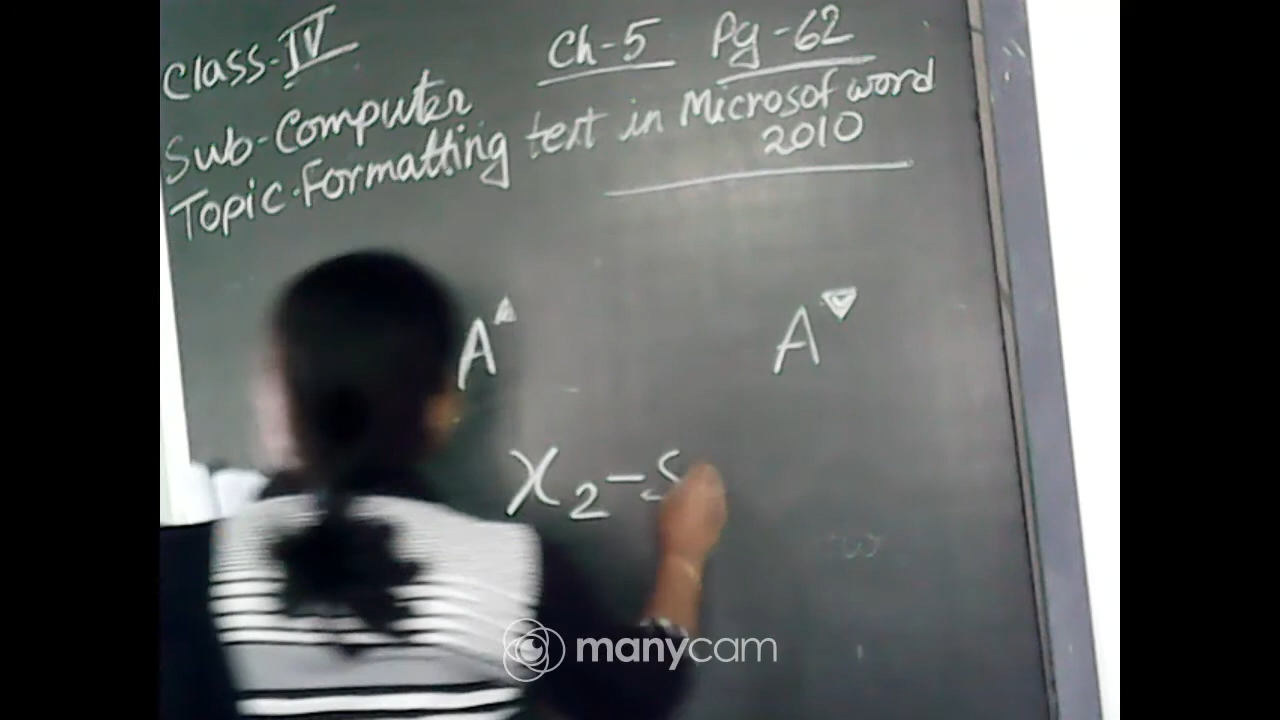 Class-IV
Ch-5 Pg-62
Sub-Computer
Topic-Formatting text in Microsof word
2010
A▲ A▼
X₂-S
manycam